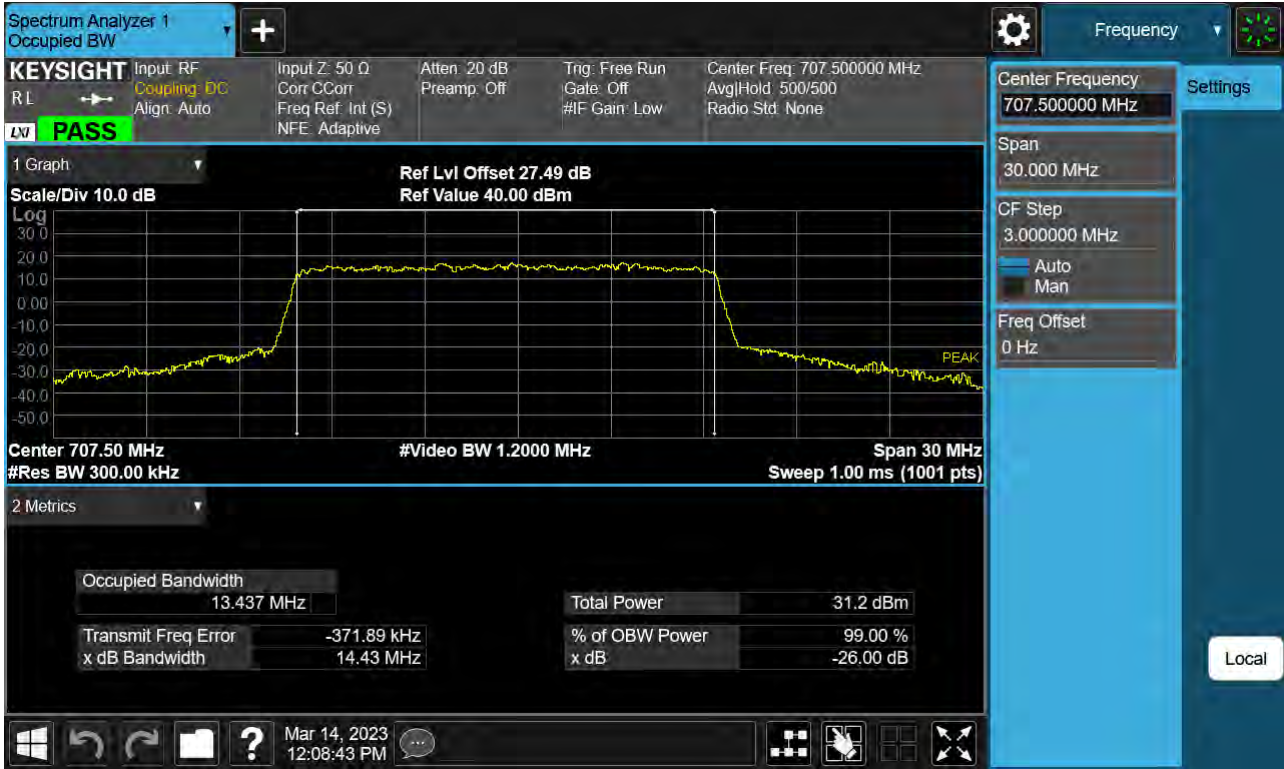 Spectrum Analyzer 1
Occupied BW
+
Frequency
KEYSIGHT Input: RF Input Z: 50 Ω Atten: 20 dB Trig: Free Run Center Freq: 707.500000 MHz
RL Coupling: DC Corr CCorr Preamp: Off Gate: Off Avg|Hold: 500/500
Align: Auto Freq Ref: Int (S) #IF Gain: Low Radio Std: None
LXI PASS NFE: Adaptive
Center Frequency
707.500000 MHz
Settings
Span
30.000 MHz
CF Step
3.000000 MHz
Auto
Man
Freq Offset
0 Hz
Local
1 Graph
Ref Lvl Offset 27.49 dB
Scale/Div 10.0 dB Ref Value 40.00 dBm
Log
30.0
20.0
10.0
0.00
-10.0
-20.0
-30.0
-40.0
-50.0
PEAK
Center 707.50 MHz #Video BW 1.2000 MHz Span 30 MHz
#Res BW 300.00 kHz Sweep 1.00 ms (1001 pts)
2 Metrics
Occupied Bandwidth
13.437 MHz Total Power 31.2 dBm
Transmit Freq Error -371.89 kHz % of OBW Power 99.00 %
x dB Bandwidth 14.43 MHz x dB -26.00 dB
?
Mar 14, 2023
12:08:43 PM